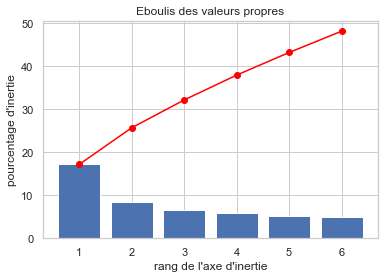 Eboulis des valeurs propres
50
40
30
20
10
0
pourcentage d'inertie
1 2 3 4 5 6
rang de l'axe d'inertie